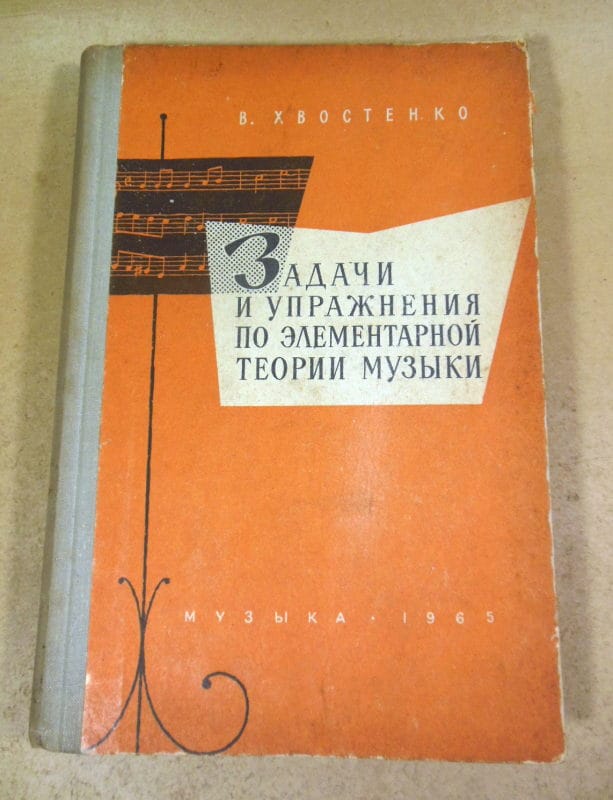 В. ХВОСТЕНКО
ЗАДАЧИ
И УПРАЖНЕНИЯ
ПО ЭЛЕМЕНТАРНОЙ
ТЕОРИИ МУЗЫКИ
МУЗЫКА · 1965